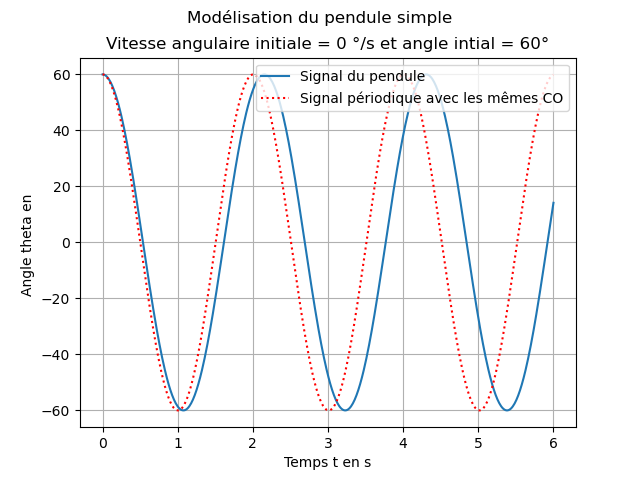 Modélisation du pendule simple
Vitesse angulaire initiale = 0 °/s et angle intial = 60°
Signal du pendule
Signal périodique avec les mêmes CO
Angle theta en
60
40
20
0
−20
−40
−60
0 1 2 3 4 5 6
Temps t en s